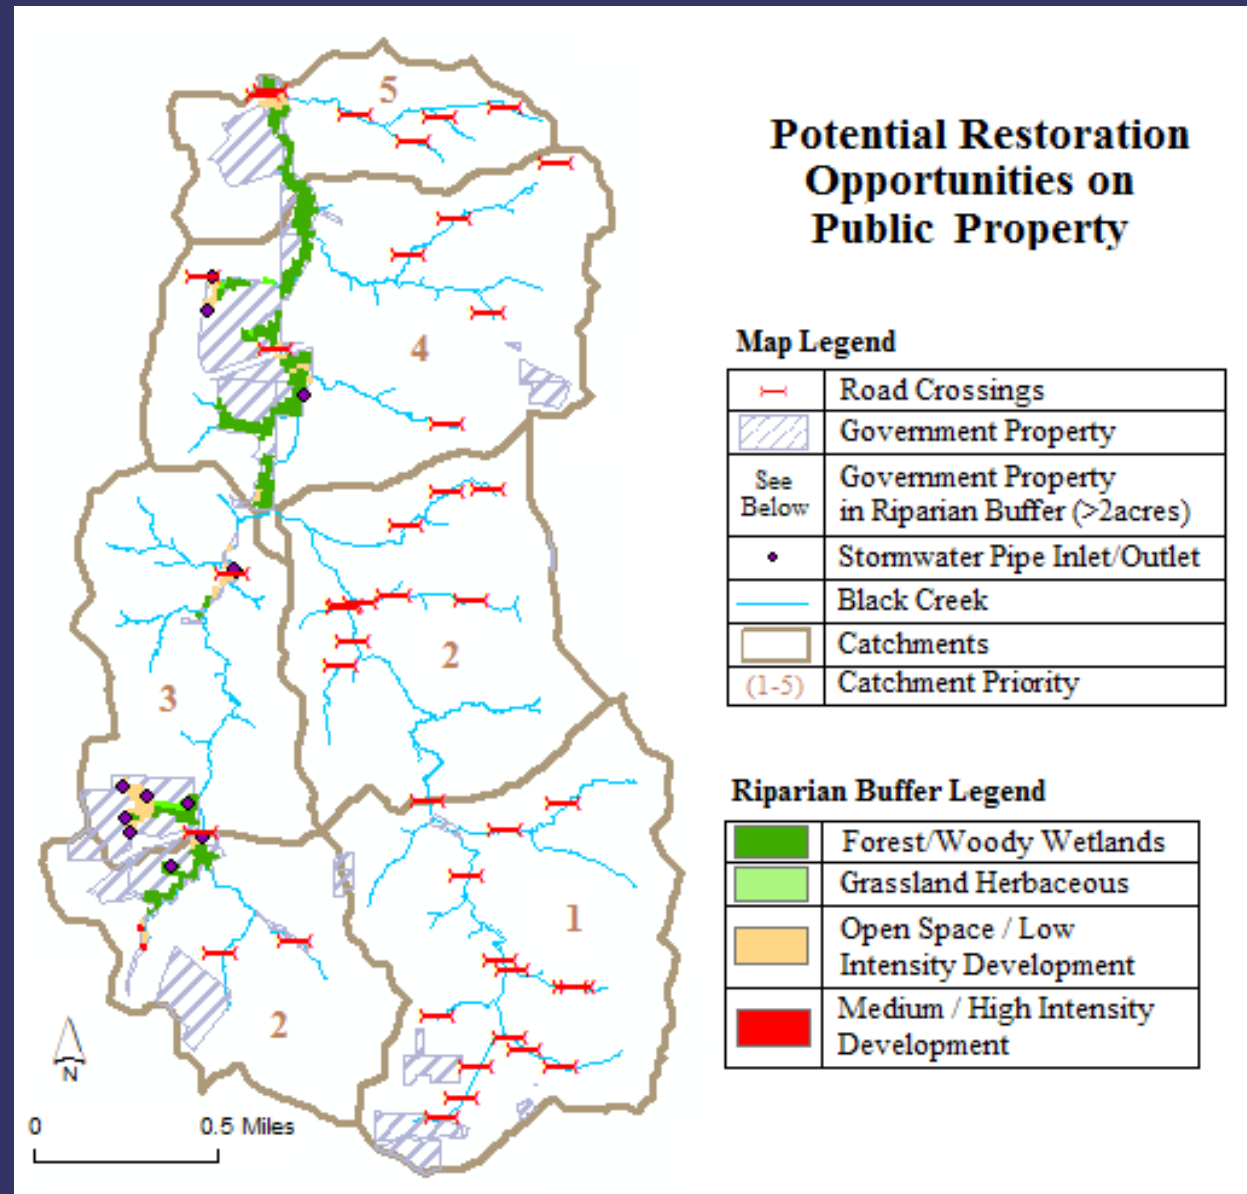 Potential Restoration
Opportunities on
Public Property
5
4
2
3
1
2
N
0
0.5 Miles
Map Legend
Road Crossings
Government Property
See
Below
Government Property
in Riparian Buffer (>2acres)
Stormwater Pipe Inlet/Outlet
Black Creek
Catchments
(1-5)
Catchment Priority
Riparian Buffer Legend
Forest/Woody Wetlands
Grassland Herbaceous
Open Space / Low
Intensity Development
Medium / High Intensity
Development